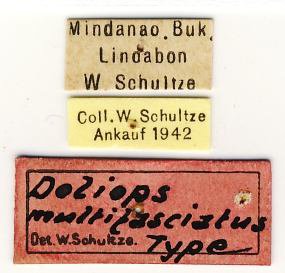 Mindanao. Buk.
Lindabon
W. Schultze
Coll. W. Schultze
Ankauf 1942
Doliops
multifasciatus
Det. W. Schultze. Type